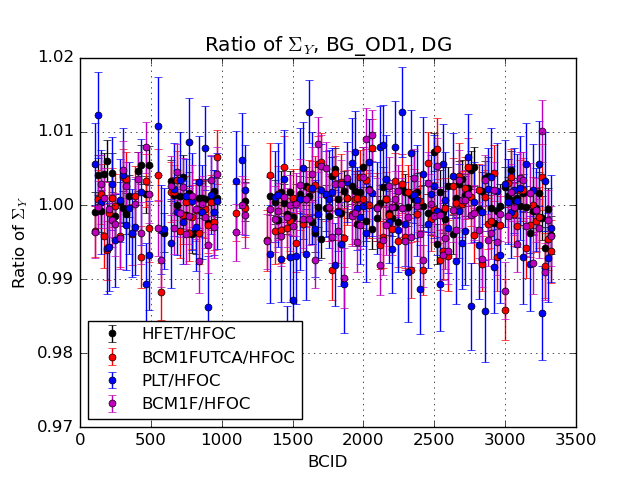 Ratio of Σ_Y, BG_OD1, DG
1.02
1.01
1.00
0.99
0.98
0.97
Ratio of Σ_Y
HFET/HFOC
BCM1FUTCA/HFOC
PLT/HFOC
BCM1F/HFOC
0 500 1000 1500 2000 2500 3000 3500
BCID